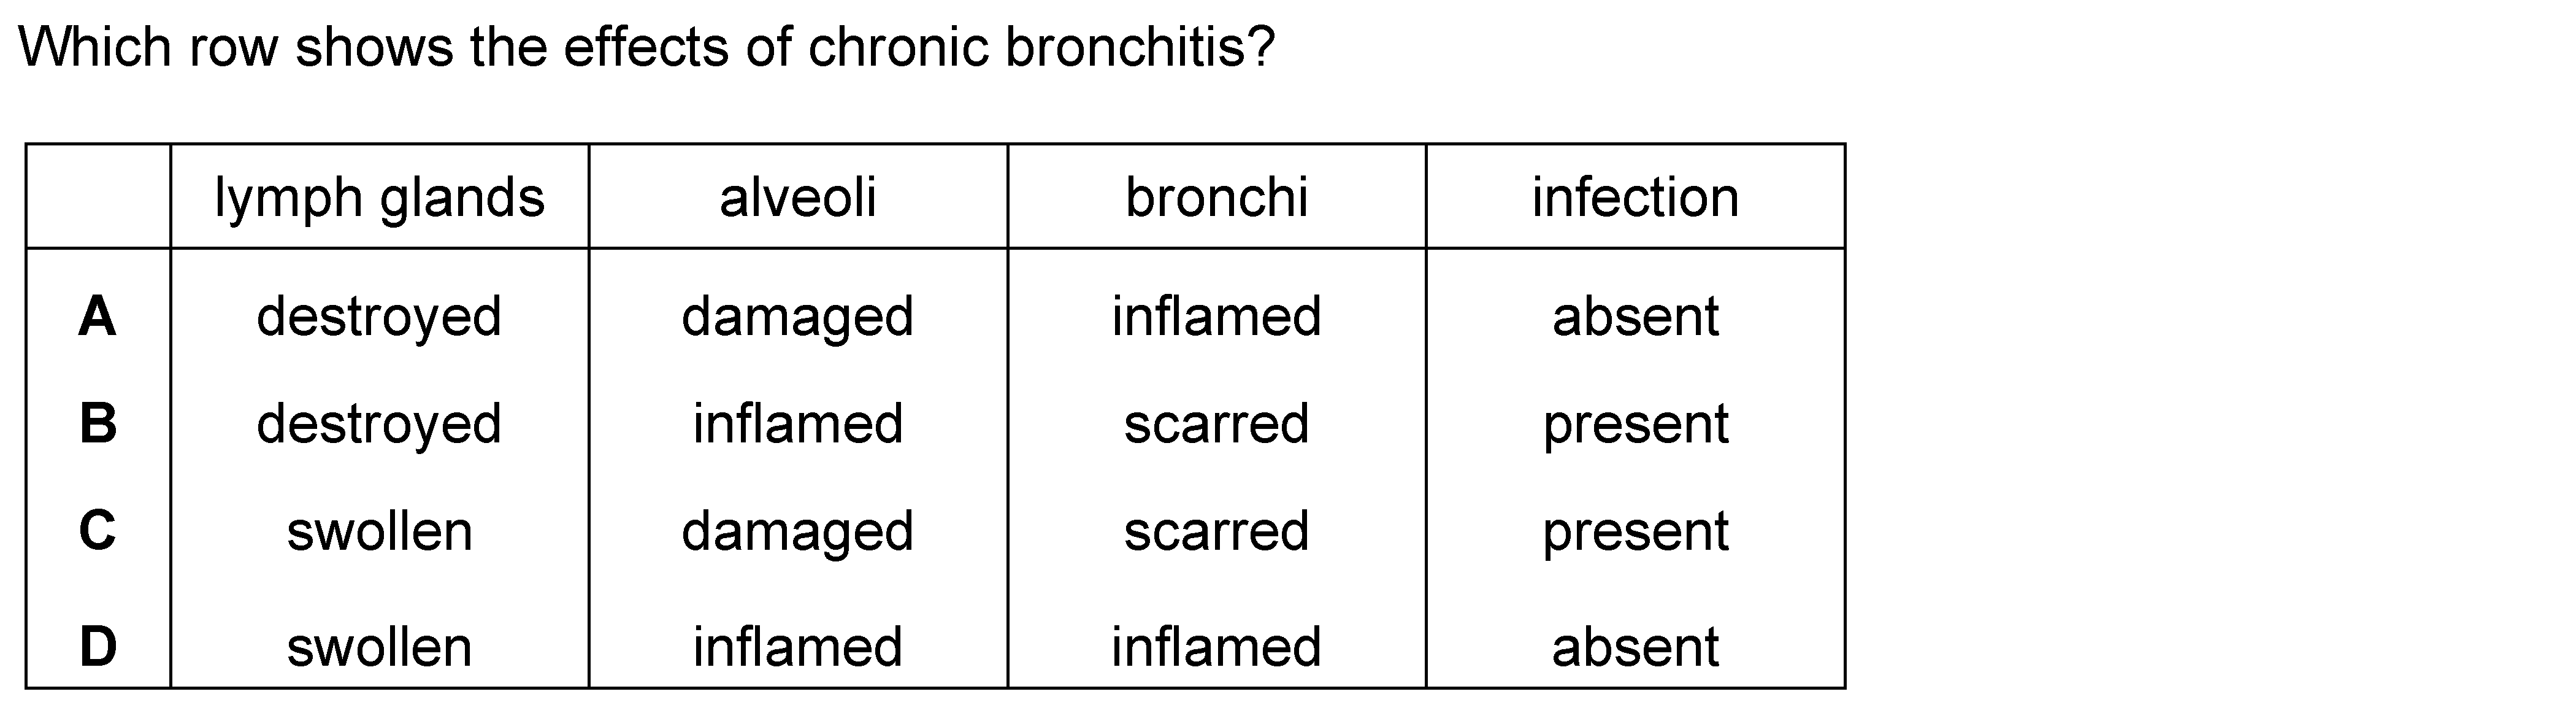 Which row shows the effects of chronic bronchitis?
lymph glands alveoli bronchi infection
A destroyed damaged inflamed absent
B destroyed inflamed scarred present
C swollen damaged scarred present
D swollen inflamed inflamed absent